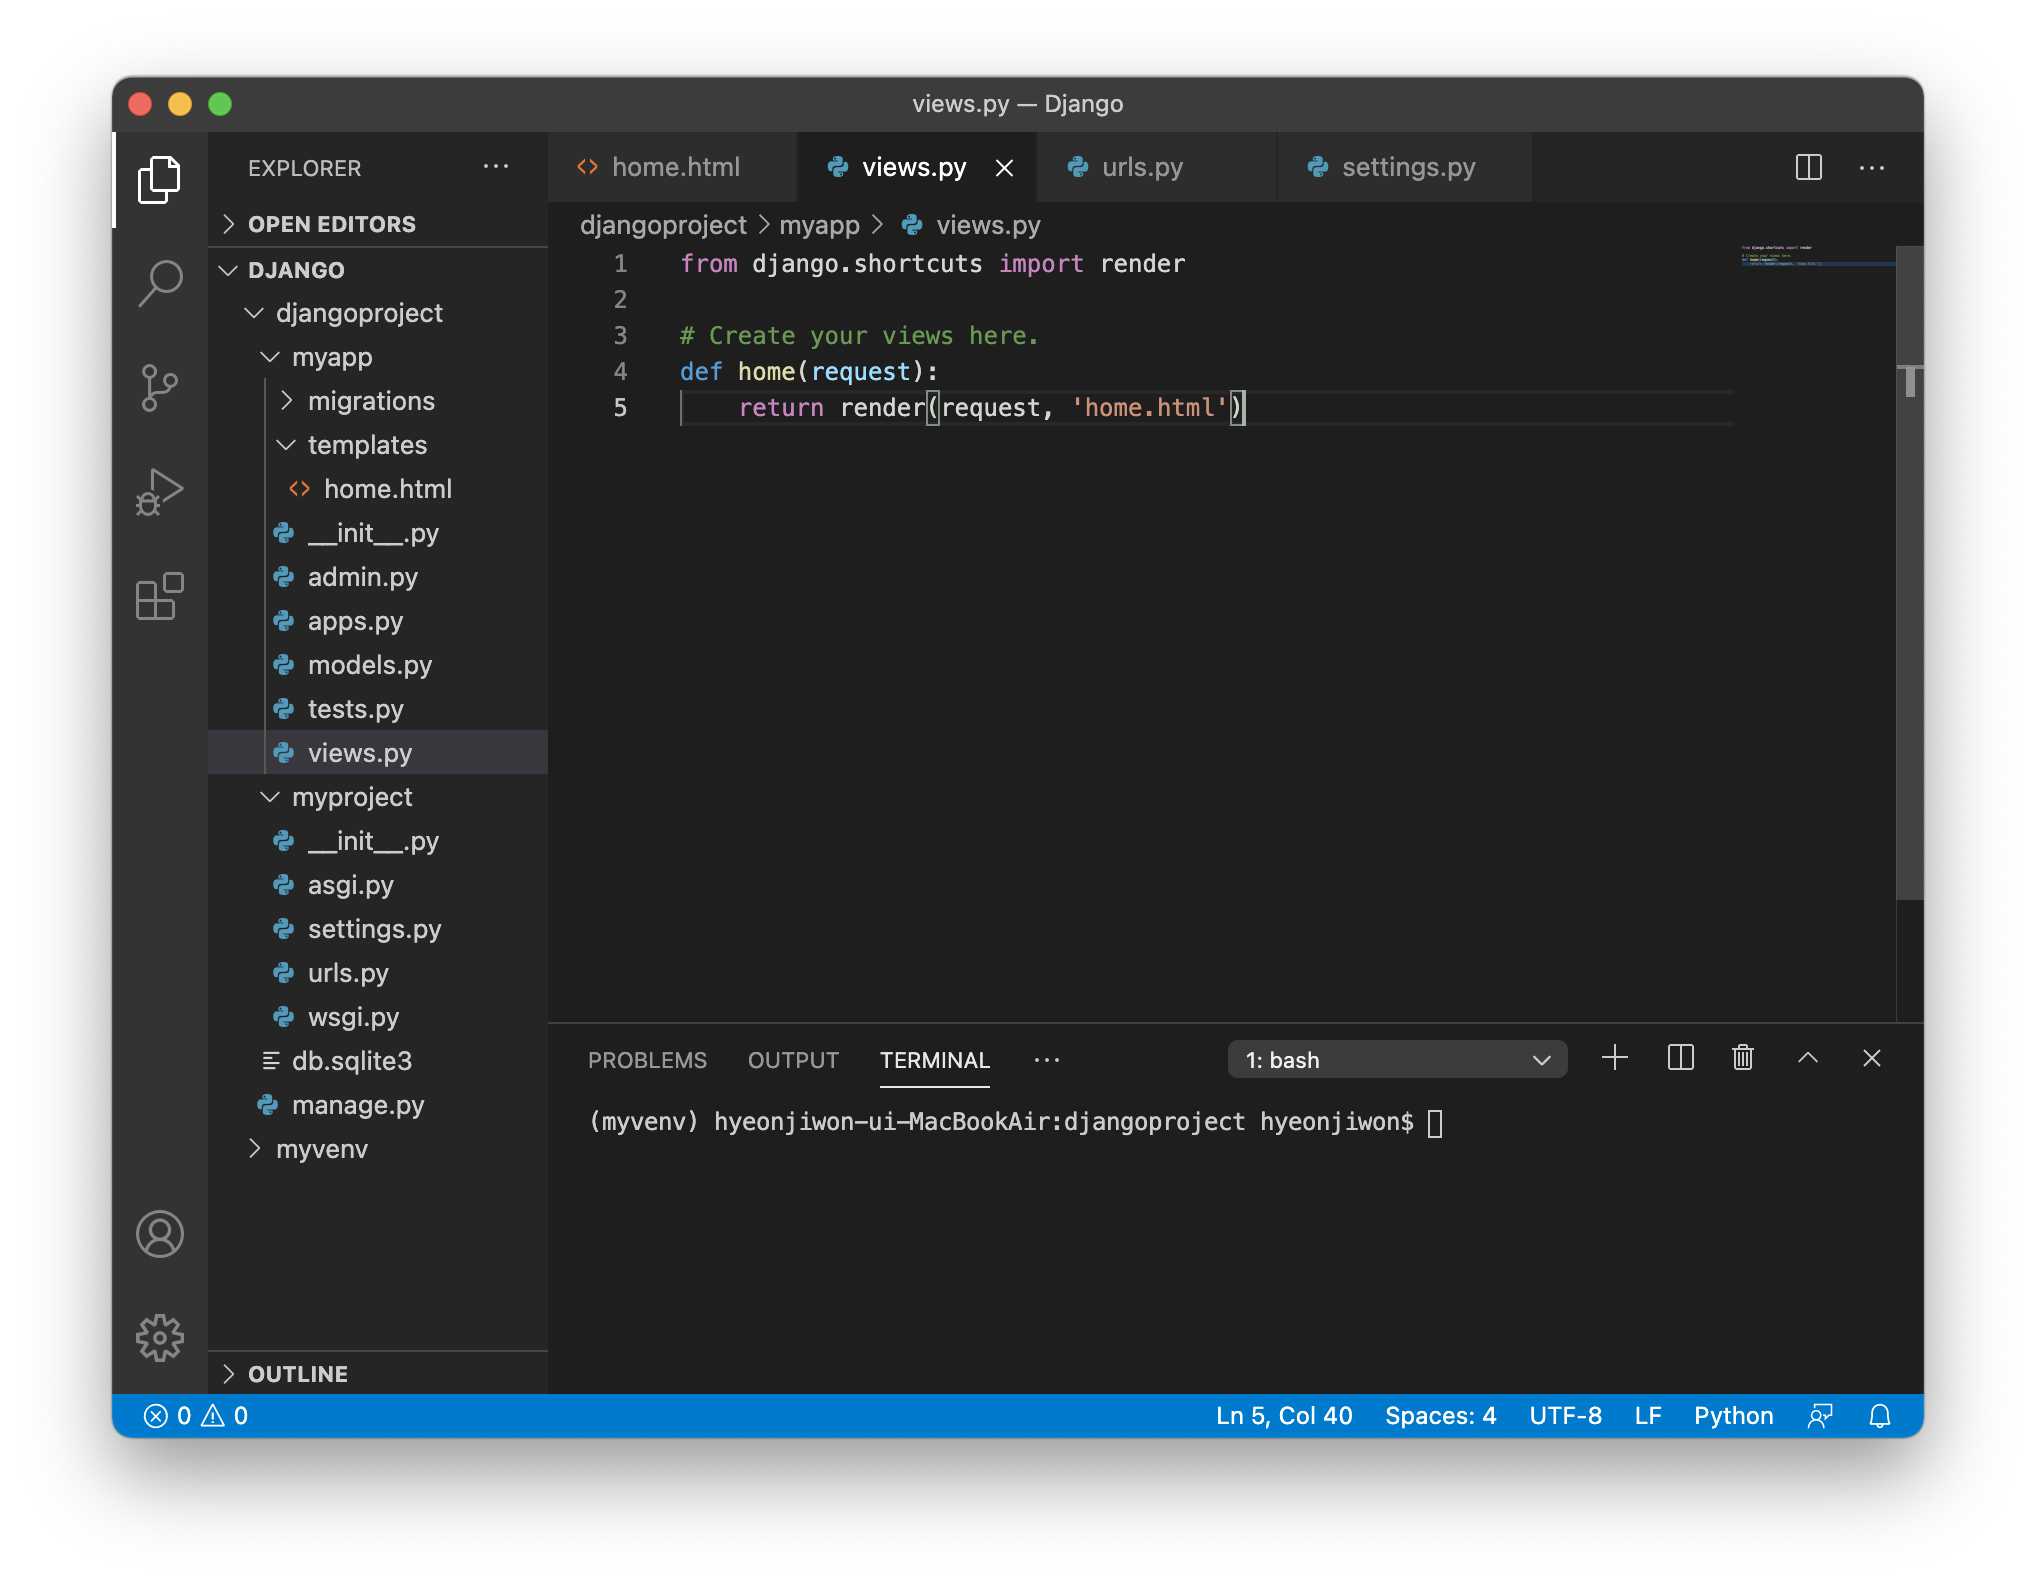 views.py — Django
EXPLORER
OPEN EDITORS
DJANGO
djangoproject
myapp
migrations
templates
home.html
__init__.py
admin.py
apps.py
models.py
tests.py
views.py
myproject
__init__.py
asgi.py
settings.py
urls.py
wsgi.py
db.sqlite3
manage.py
myvenv
OUTLINE
home.html views.py urls.py settings.py
djangoproject > myapp > views.py
1 from django.shortcuts import render
2
3 # Create your views here.
4 def home(request):
5 return render(request, 'home.html')
PROBLEMS OUTPUT TERMINAL ··· 1: bash
(myvenv) hyeonjiwon-ui-MacBookAir:djangoproject hyeonjiwon$
0 0 Ln 5, Col 40 Spaces: 4 UTF-8 LF Python